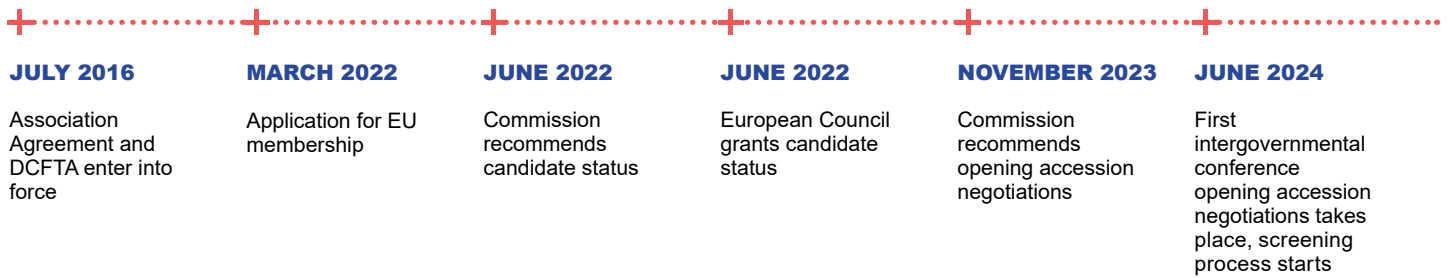 JULY 2016
Association
Agreement and
DCFTA enter into
force
MARCH 2022
Application for EU
membership
JUNE 2022
Commission
recommends
candidate status
JUNE 2022
European Council
grants candidate
status
NOVEMBER 2023
Commission
recommends
opening accession
negotiations
JUNE 2024
First
intergovernmental
conference
opening accession
negotiations takes
place, screening
process starts